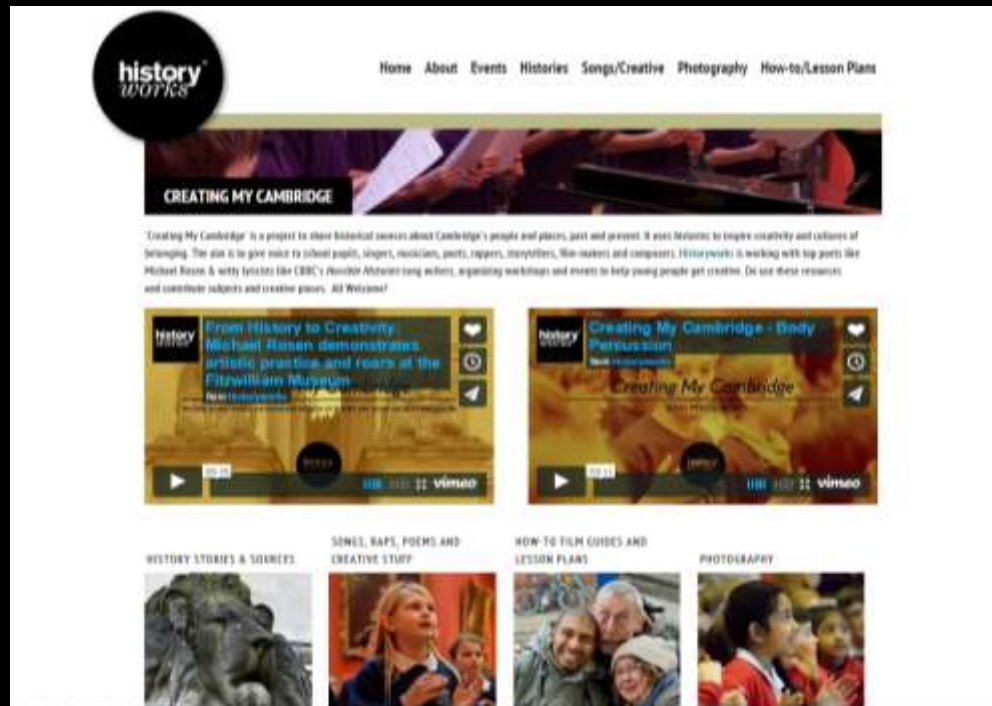 history
works
Home About Events Histories Songs/Creative Photography How-to/Lesson Plans
CREATING MY CAMBRIDGE
'Creating My Cambridge' is a project to share historical sources about Cambridge's people and places, past and present. It uses histories to inspire creativity and cultures of
belonging. The aim is to give voice to school pupils, singers, musicians, poets, rappers, storytellers, film-makers and composers. Historyworks is working with top poets like
Michael Rosen & witty lyricists like CBBC's Horrible Histories song writers, organising workshops and events to help young people get creative. Do use these resources
and contribute subjects and creative pieces. All Welcome!
history
From History to Creativity.
Michael Rosen demonstrates
artistic practice and roars at the
Fitzwilliam Museum
from Historyworks
vimeo
history
Creating My Cambridge - Body
Percussion
from Historyworks
Creating My Cambridge
vimeo
HISTORY STORIES & SOURCES
SONGS, RAPS, POEMS AND
CREATIVE STUFF
HOW-TO FILM GUIDES AND
LESSON PLANS
PHOTOGRAPHY